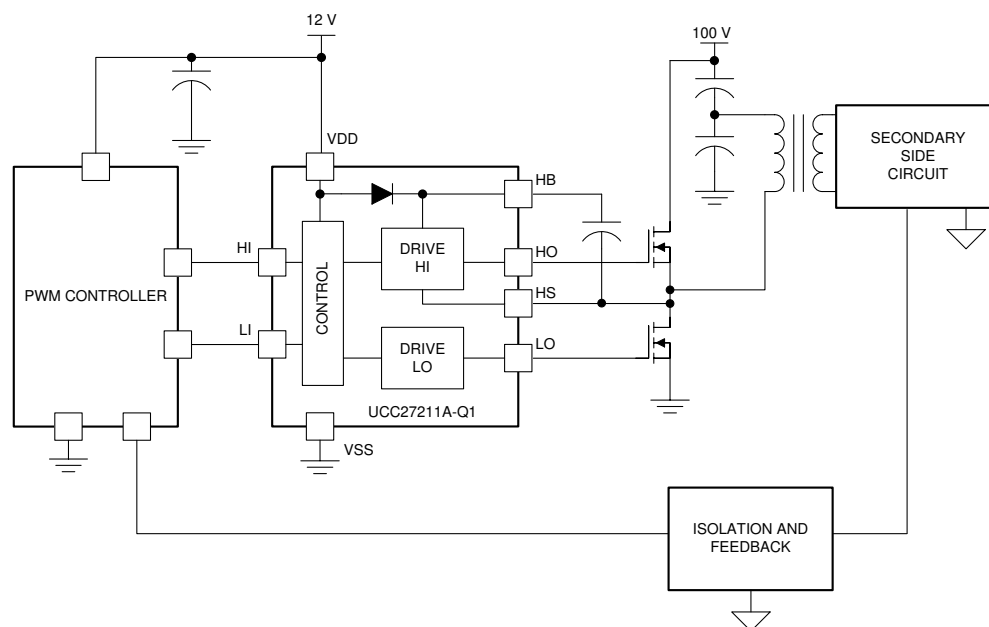 12 V
100 V
VDD
SECONDARY
SIDE
CIRCUIT
HB
HI
DRIVE
HI
HO
PWM CONTROLLER
CONTROL
HS
LI
DRIVE
LO
LO
UCC27211A-Q1
VSS
ISOLATION AND
FEEDBACK